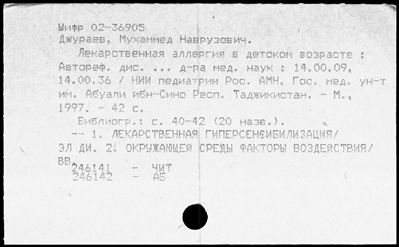 Шифр 02-36905
Джураев, Мухаммед Наврузович.
Лекарственная аллергия в детском возрасте :
Автореф. дис. ... д-ра мед. наук : 14.00.09,
14.00.36 / НИИ педиатрии Рос. АМН, Гос. мед. ун-т
им. Абуали ибн-Сино Респ. Таджикистан. - М.,
1997. - 42 с.
Библиогр.: с. 40-42 (20 назв.).
-- 1. ЛЕКАРСТВЕННАЯ ГИПЕРСЕНСИБИЛИЗАЦИЯ/
ЭЛ ДИ. 2. ОКРУЖАЮЩЕЙ СРЕДЫ ФАКТОРЫ ВОЗДЕЙСТВИЯ/
ВВ.
246141 - ЧИТ
246142 - АБ